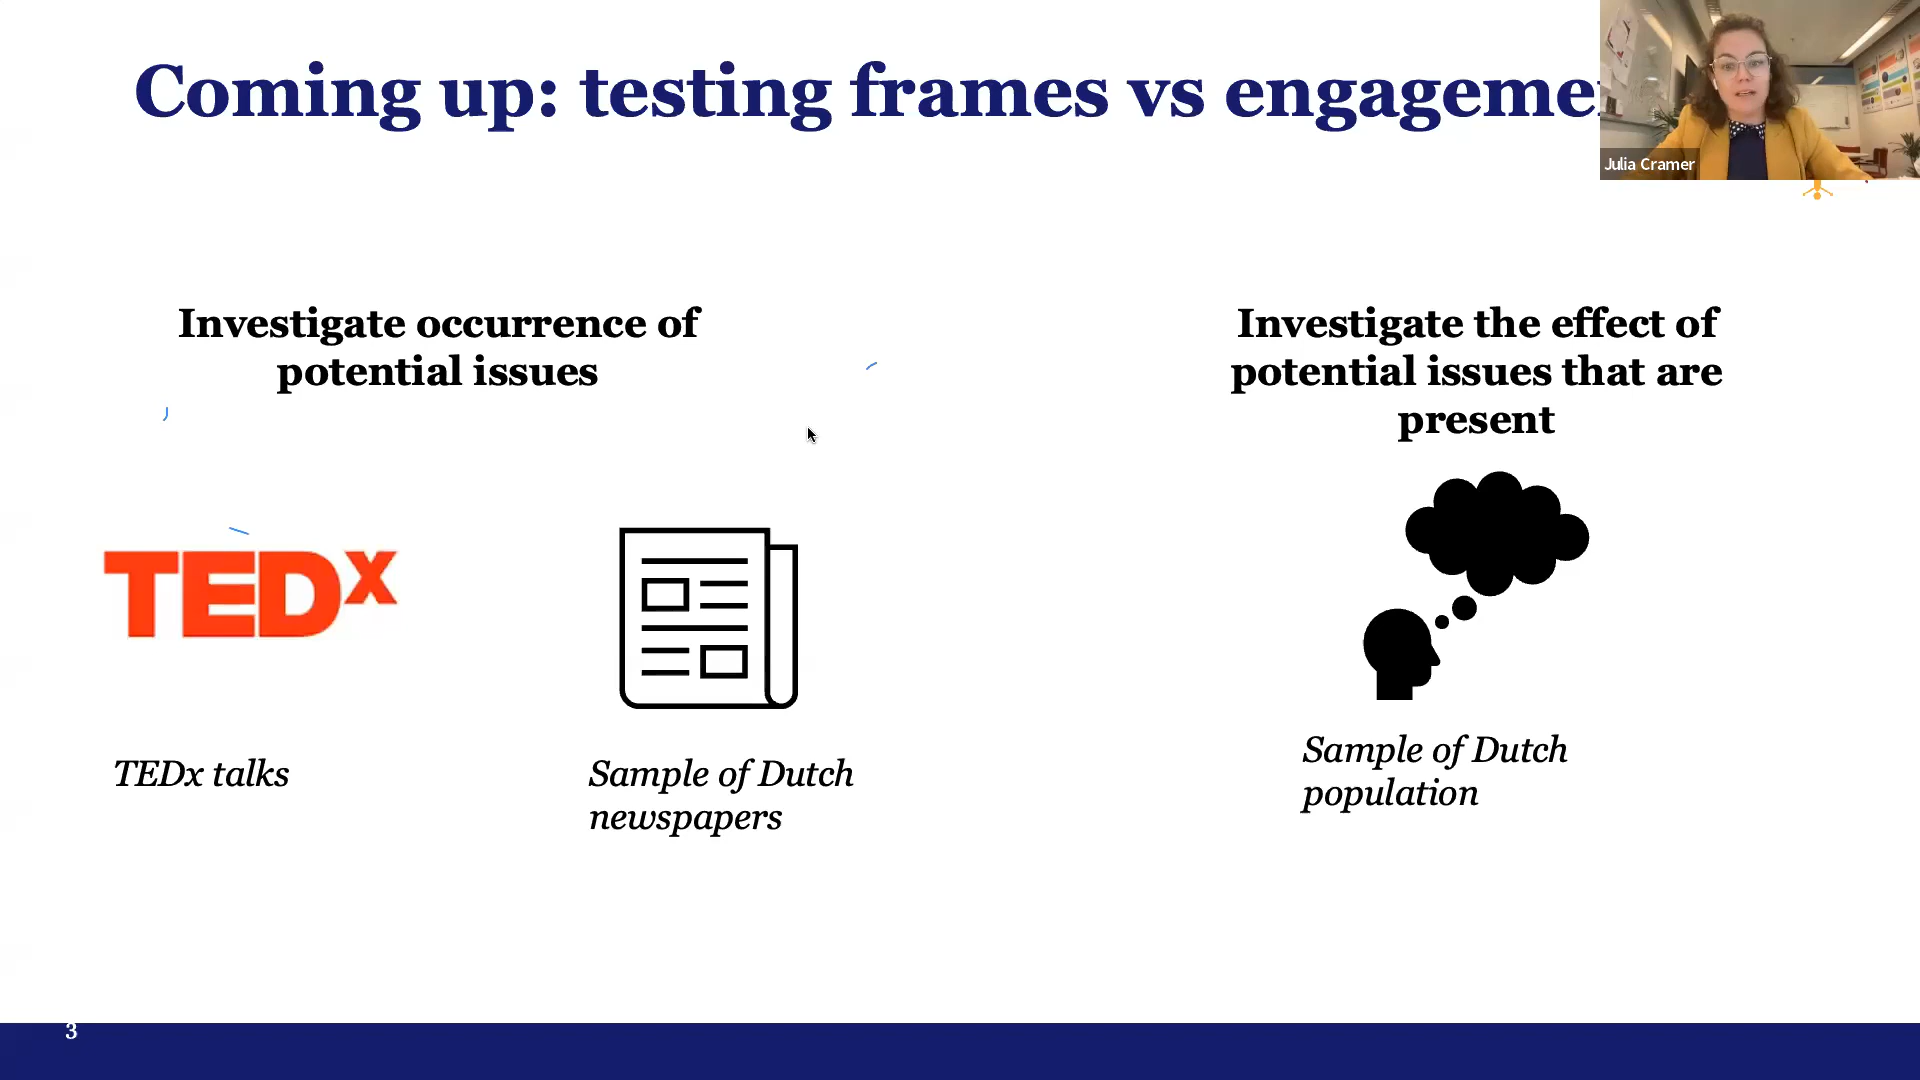 Coming up: testing frames vs engageme
Julia Cramer
Investigate occurrence of
potential issues
Investigate the effect of
potential issues that are
present
TEDx
TEDx talks
Sample of Dutch
newspapers
Sample of Dutch
population
3